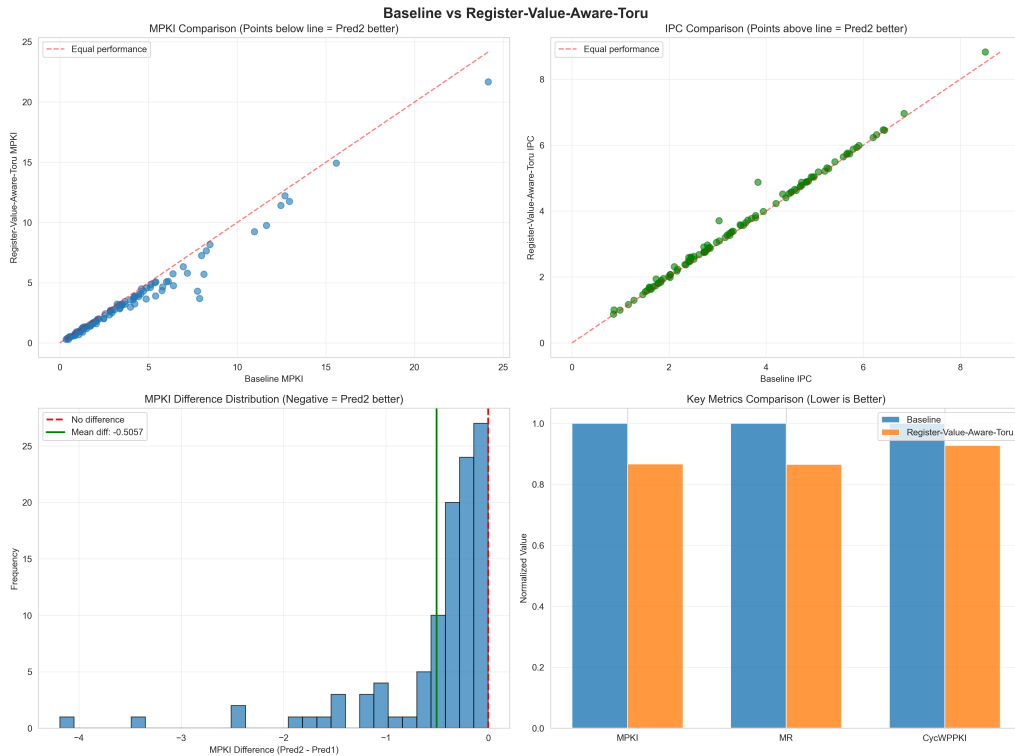 Baseline vs Register-Value-Aware-Toru
MPKI Comparison (Points below line = Pred2 better)
Equal performance
25
20
15
10
5
0
Register-Value-Aware-Toru MPKI
0
5
10
15
20
25
Baseline MPKI
IPC Comparison (Points above line = Pred2 better)
Equal performance
8
6
4
2
0
Register-Value-Aware-Toru IPC
0
2
4
6
8
Baseline IPC
MPKI Difference Distribution (Negative = Pred2 better)
No difference
Mean diff: -0.5057
25
20
15
10
5
0
Frequency
−4
−3
−2
−1
0
MPKI Difference (Pred2 - Pred1)
Key Metrics Comparison (Lower is Better)
Baseline
Register-Value-Aware-Toru
1.0
0.8
0.6
0.4
0.2
0.0
Normalized Value
MPKI
MR
CycWPPKI